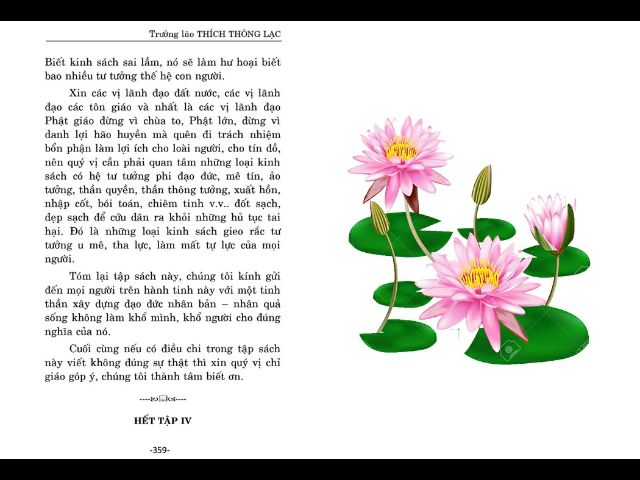 Trưởng lão THÍCH THÔNG LẠC
Biết kinh sách sai lầm, nó sẽ làm hư hoại biết
bao nhiều tư tưởng thế hệ con người.
Xin các vị lãnh đạo đất nước, các vị lãnh
đạo các tôn giáo và nhất là các vị lãnh đạo
Phật giáo đừng vì chùa to, Phật lớn, đừng vì
danh lợi hão huyền mà quên đi trách nhiệm
bổn phận làm lợi ích cho loài người, cho tín đồ,
nên quý vị cần phải quan tâm những loại kinh
sách có hệ tư tưởng phi đạo đức, mê tín, ảo
tưởng, thần quyền, thần thông tưởng, xuất hồn,
nhập cốt, bói toán, chiêm tinh v.v.. đốt sạch,
dẹp sạch để cứu dân ra khỏi những hủ tục tai
hại. Đó là những loại kinh sách gieo rắc tư
tưởng u mê, tha lực, làm mất tự lực của mọi
người.
Tóm lại tập sách này, chúng tôi kính gửi
đến mọi người trên hành tinh này với một tinh
thần xây dựng đạo đức nhân bản – nhân quả
sống không làm khổ mình, khổ người cho đúng
nghĩa của nó.
Cuối cùng nếu có điều chi trong tập sách
này viết không đúng sự thật thì xin quý vị chỉ
giáo góp ý, chúng tôi thành tâm biết ơn.
HẾT TẬP IV
-359-